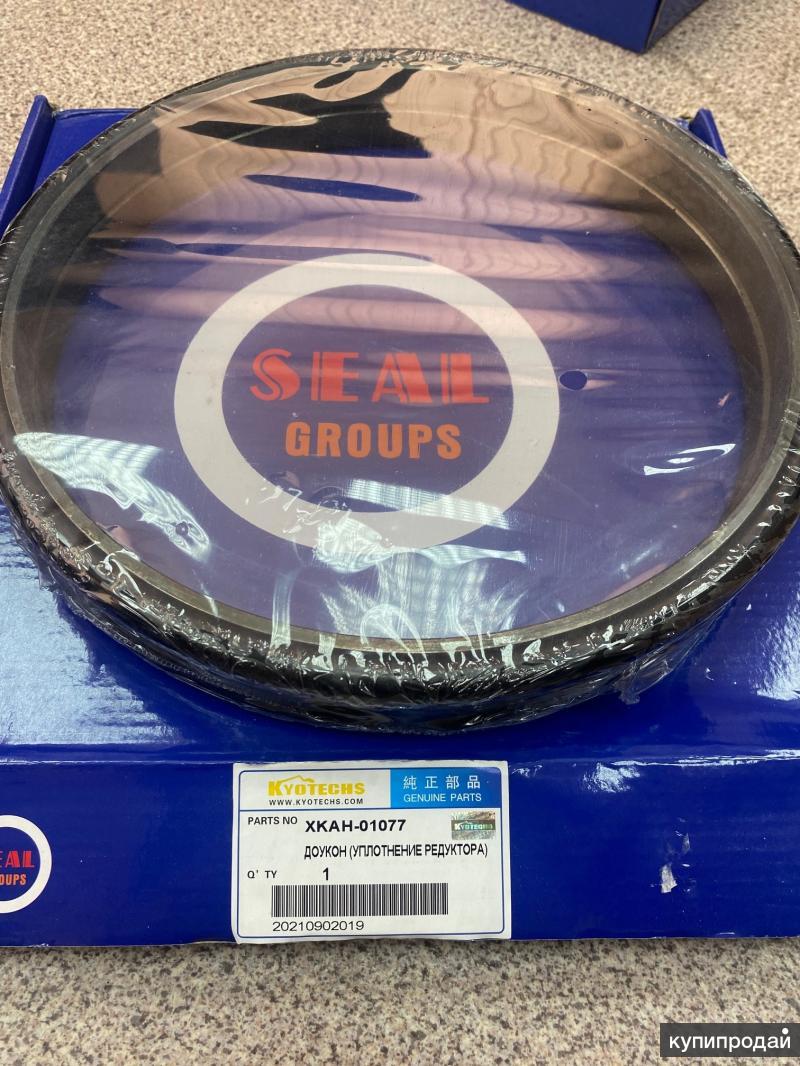 SEAL
GROUPS
KYOTECHS
WWW.KYOTECHS.COM
純正部品
GENUINE PARTS
PARTS NO XKAH-01077
KYOTECHS
ДОУКОН (УПЛОТНЕНИЕ РЕДУКТОРА)
Q'TY 1
20210902019
EAL
OUPS
купипродай